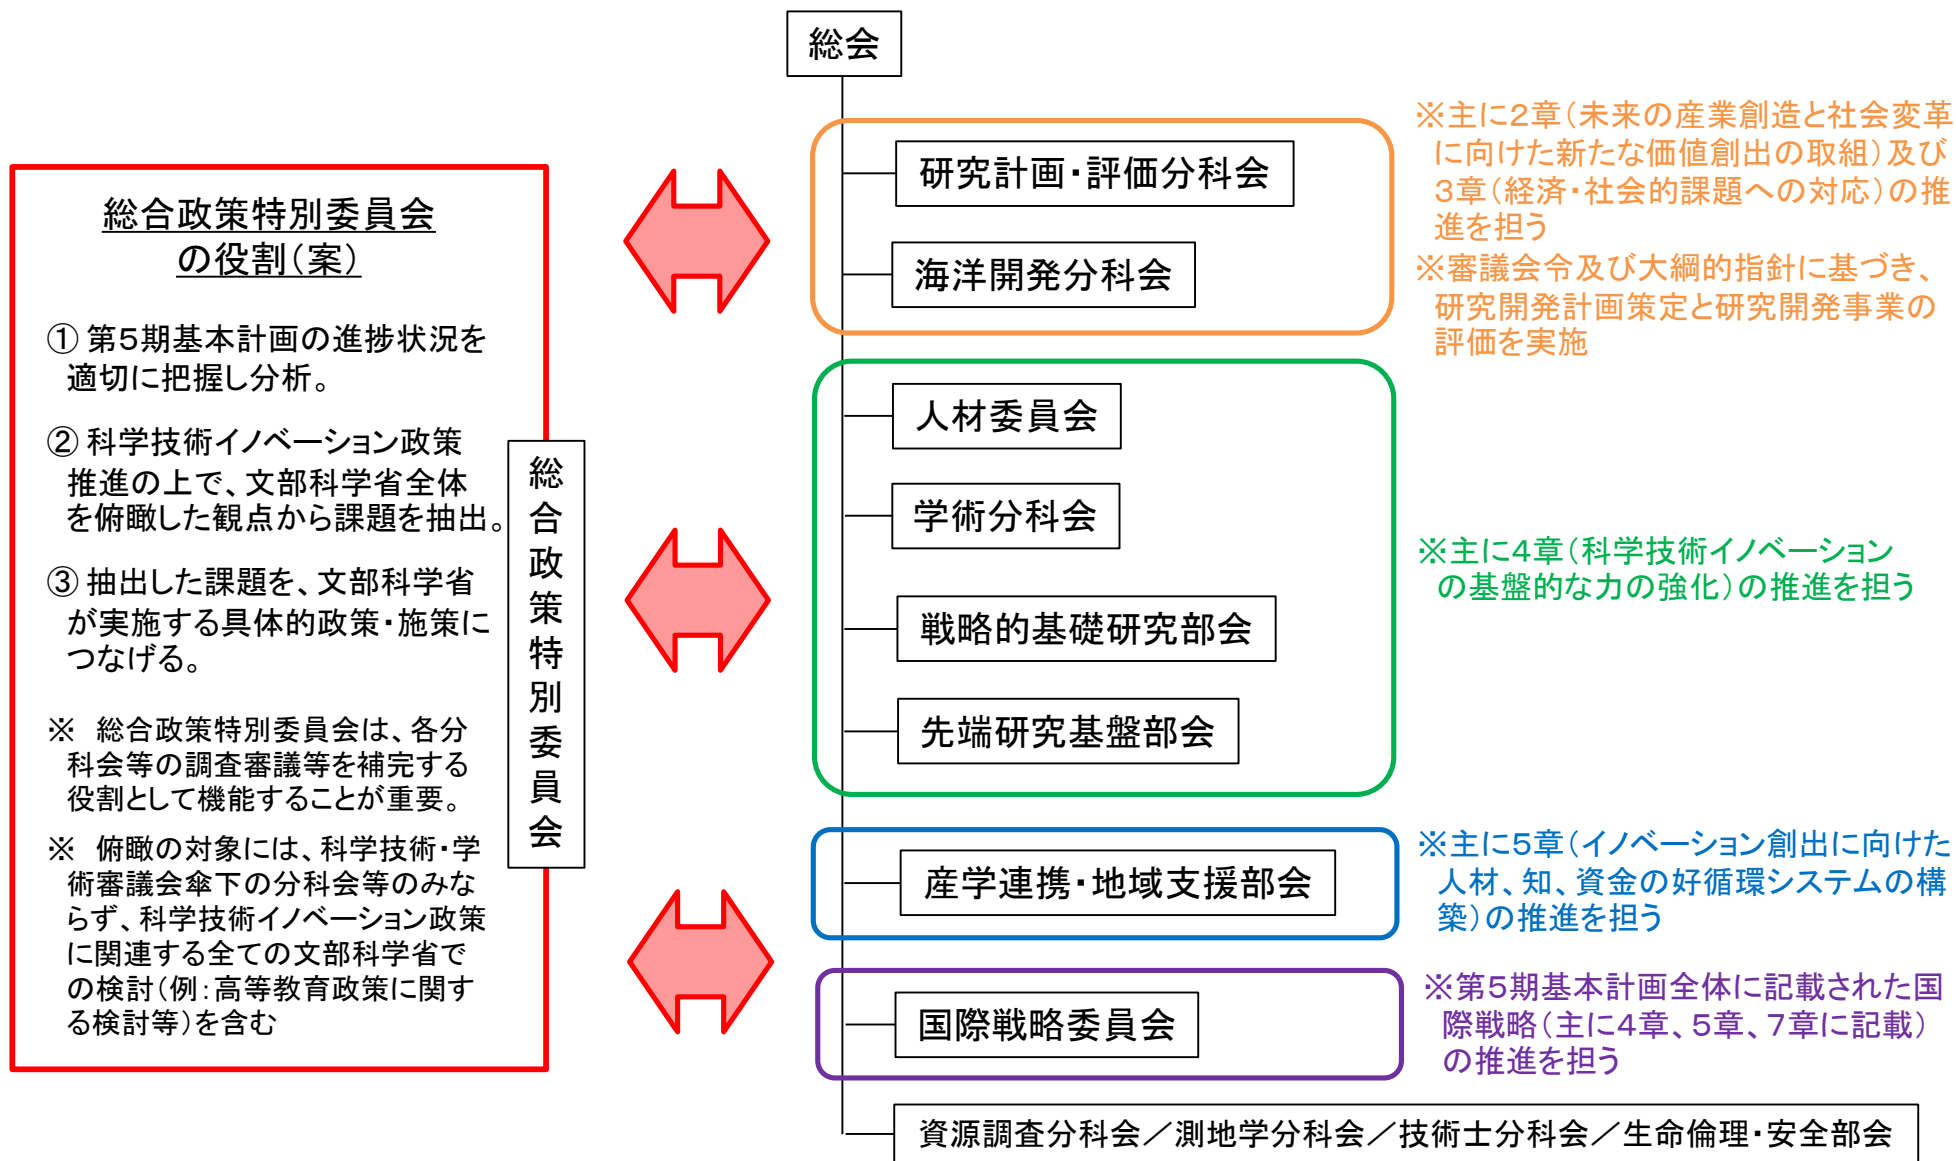 総会
総合政策特別委員会
の役割(案)
① 第5期基本計画の進捗状況を
適切に把握し分析。
② 科学技術イノベーション政策
推進の上で、文部科学省全体
を俯瞰した観点から課題を抽出。
③ 抽出した課題を、文部科学省
が実施する具体的政策・施策に
つなげる。
※ 総合政策特別委員会は、各分
科会等の調査審議等を補完する
役割として機能することが重要。
※ 俯瞰の対象には、科学技術・学
術審議会傘下の分科会等のみな
らず、科学技術イノベーション政策
に関連する全ての文部科学省で
の検討(例:高等教育政策に関す
る検討等)を含む
総合政策特別委員会
研究計画・評価分科会
海洋開発分科会
※主に2章(未来の産業創造と社会変革
に向けた新たな価値創出の取組)及び
3章(経済・社会的課題への対応)の推
進を担う
※審議会令及び大綱的指針に基づき、
研究開発計画策定と研究開発事業の
評価を実施
人材委員会
学術分科会
戦略的基礎研究部会
先端研究基盤部会
※主に4章(科学技術イノベーション
の基盤的な力の強化)の推進を担う
産学連携・地域支援部会
※主に5章(イノベーション創出に向けた
人材、知、資金の好循環システムの構
築)の推進を担う
国際戦略委員会
※第5期基本計画全体に記載された国
際戦略(主に4章、5章、7章に記載)
の推進を担う
資源調査分科会/測地学分科会/技術士分科会/生命倫理・安全部会